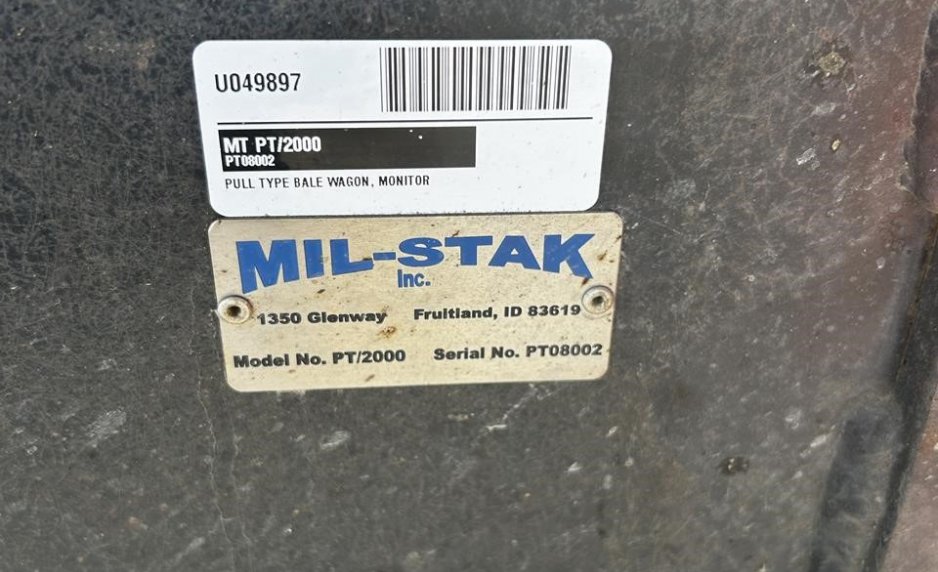 U049897
MT PT/2000
PT08002
PULL TYPE BALE WAGON, MONITOR
MIL-STAK
Inc.
1350 Glenway Fruitland, ID 83619
Model No. PT/2000 Serial No. PT08002